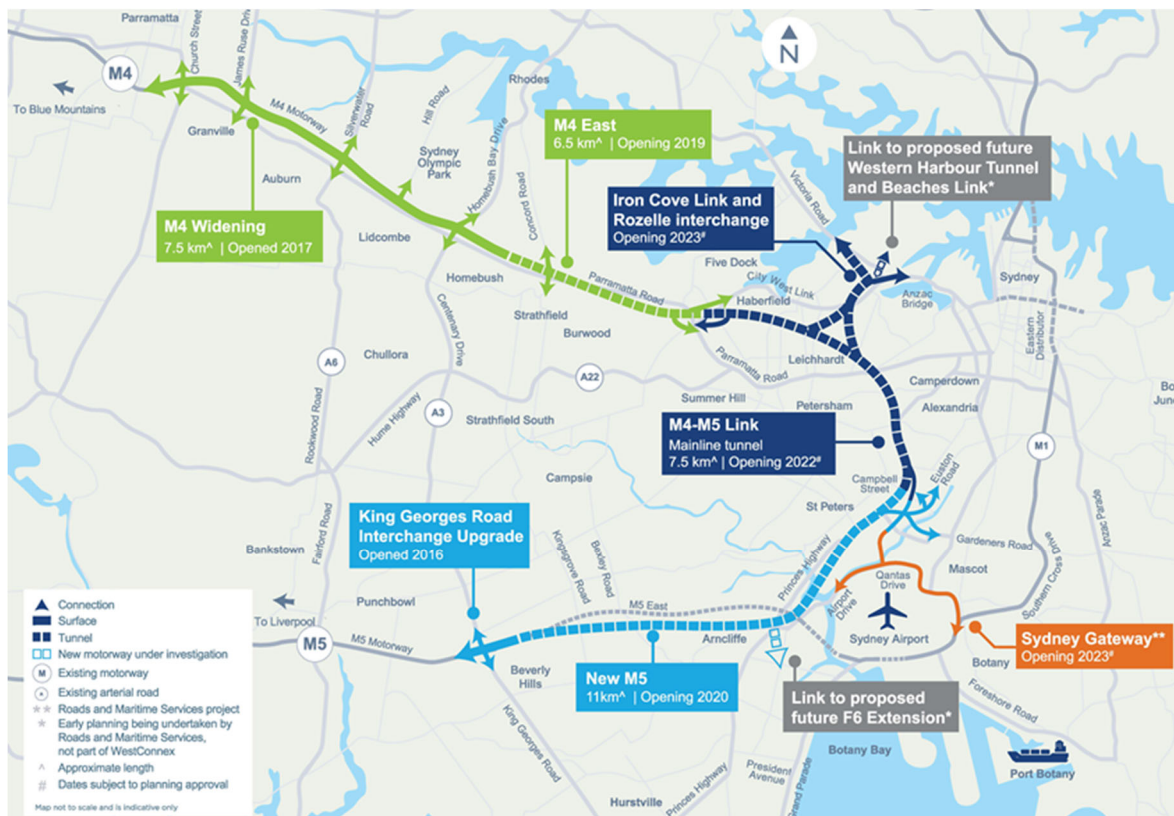 Parramatta
Church Street
James Ruse Drive
M4
To Blue Mountains
M4 Motorway
Granville
Silverwater Road
Hill Road
Rhodes
N
Auburn
Sydney
Olympic
Park
Homebush Bay Drive
M4 East
6.5 km^ | Opening 2019
Victoria Road
Link to proposed future
Western Harbour Tunnel
and Beaches Link*
M4 Widening
7.5 km^ | Opened 2017
Lidcombe
Concord Road
Iron Cove Link and
Rozelle interchange
Opening 2023#
Homebush
Parramatta Road
Five Dock
City West Link
Haberfield
Anzac
Bridge
Sydney
Eastern
Distributor
Strathfield
Burwood
Centenary Drive
A6
Chullora
A22
Parramatta Road
Leichhardt
Summer Hill
Camperdown
Alexandria
Petersham
Rookwood Road
Hume Highway
A3
Strathfield South
M4-M5 Link
Mainline tunnel
7.5 km^ | Opening 2022#
M1
Campsie
Campbell
Street
Euston
Road
St Peters
Anzac Parade
King Georges Road
Interchange Upgrade
Opened 2016
Bankstown
Fairford Road
Kingsgrove Road
Bexley Road
Princes Highway
Gardeners Road
Mascot
Southern Cross Drive
Qantas
Drive
Airport
Drive
Punchbowl
M5 East
To Liverpool
M5
M5 Motorway
Arncliffe
Sydney Airport
Sydney Gateway**
Opening 2023#
Botany
Beverly
Hills
New M5
11km^ | Opening 2020
Link to proposed
future F6 Extension*
Foreshore Road
King Georges Road
Botany Bay
Port Botany
President
Avenue
Princes Highway
Grand Parade
Hurstville
Connection
Surface
Tunnel
New motorway under investigation
M Existing motorway
Existing arterial road
** Roads and Maritime Services project
* Early planning being undertaken by
Roads and Maritime Services,
not part of WestConnex
^ Approximate length
# Dates subject to planning approval
Map not to scale and is indicative only